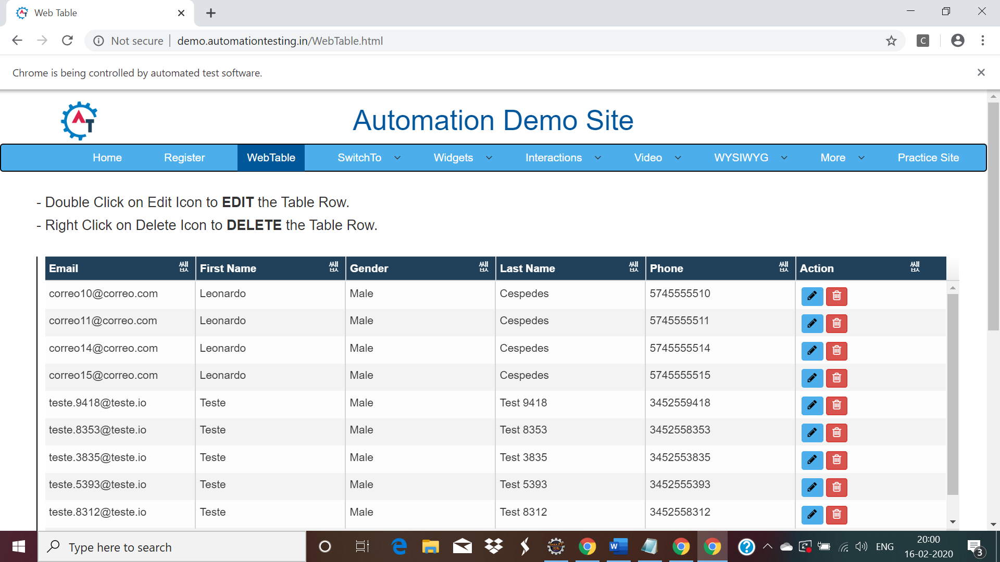 Web Table
Not secure demo.automationtesting.in/WebTable.html
C
Chrome is being controlled by automated test software.
AT
Automation Demo Site
Home Register WebTable SwitchTo Widgets Interactions Video WYSIWYG More Practice Site
- Double Click on Edit Icon to EDIT the Table Row.
- Right Click on Delete Icon to DELETE the Table Row.
Email First Name Gender Last Name Phone Action
correo10@correo.com Leonardo Male Cespedes 5745555510
correo11@correo.com Leonardo Male Cespedes 5745555511
correo14@correo.com Leonardo Male Cespedes 5745555514
correo15@correo.com Leonardo Male Cespedes 5745555515
teste.9418@teste.io Teste Male Test 9418 3452559418
teste.8353@teste.io Teste Male Test 8353 3452558353
teste.3835@teste.io Teste Male Test 3835 3452553835
teste.5393@teste.io Teste Male Test 5393 3452555393
teste.8312@teste.io Teste Male Test 8312 3452558312
Type here to search
ENG
20:00
16-02-2020
3